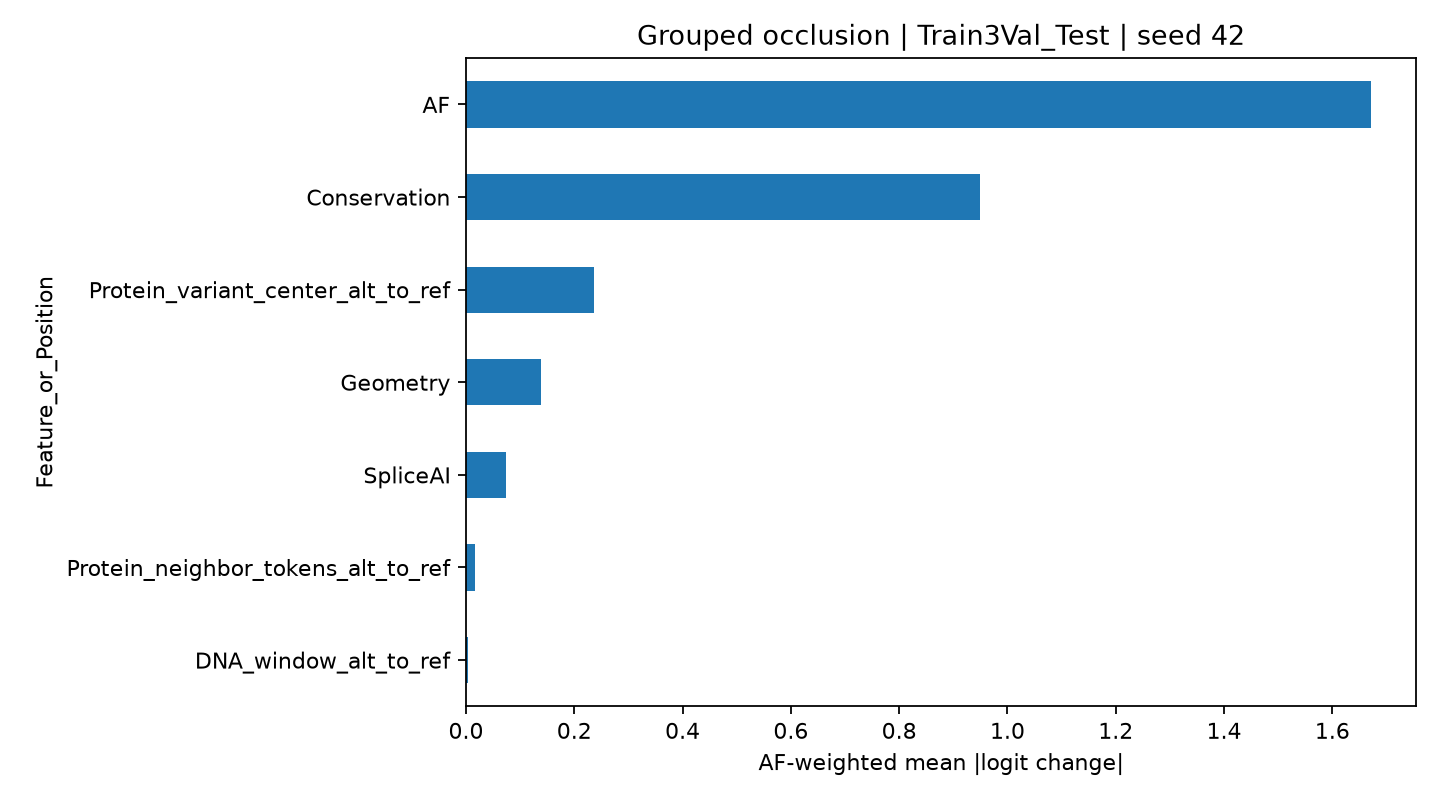 Grouped occlusion | Train3Val_Test | seed 42
Feature_or_Position
AF
Conservation
Protein_variant_center_alt_to_ref
Geometry
SpliceAI
Protein_neighbor_tokens_alt_to_ref
DNA_window_alt_to_ref
0.0 0.2 0.4 0.6 0.8 1.0 1.2 1.4 1.6
AF-weighted mean |logit change|